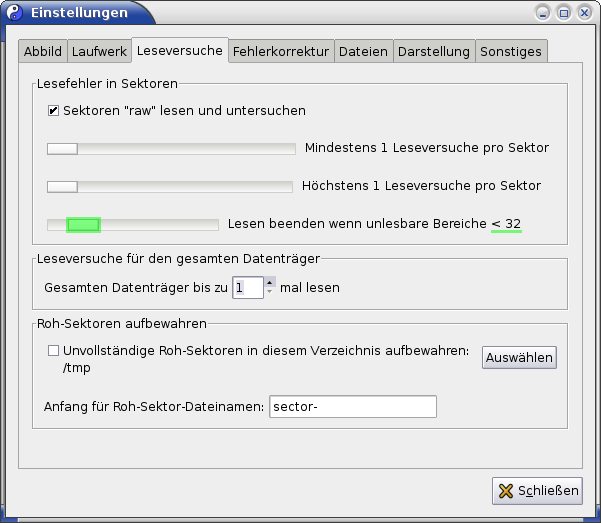 Einstellungen
Abbild Laufwerk Leseversuche Fehlerkorrektur Dateien Darstellung Sonstiges
Lesefehler in Sektoren
Sektoren "raw" lesen und untersuchen
Mindestens 1 Leseversuche pro Sektor
Höchstens 1 Leseversuche pro Sektor
Lesen beenden wenn unlesbare Bereiche < 32
Leseversuche für den gesamten Datenträger
Gesamten Datenträger bis zu 1 mal lesen
Roh-Sektoren aufbewahren
Unvollständige Roh-Sektoren in diesem Verzeichnis aufbewahren:
/tmp
Auswählen
Anfang für Roh-Sektor-Dateinamen: sector-
Schließen